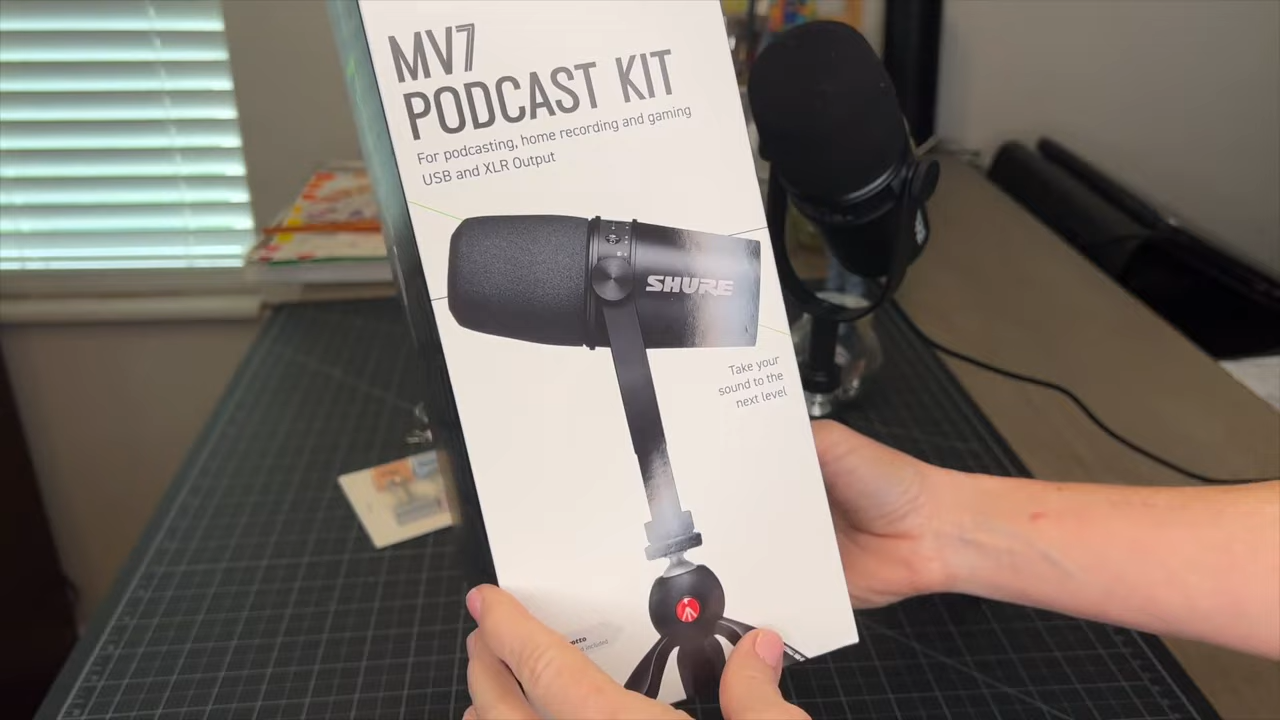 MV7
PODCAST KIT
For podcasting, home recording and gaming
USB and XLR Output
SHURE
Take your
sound to the
next level
included